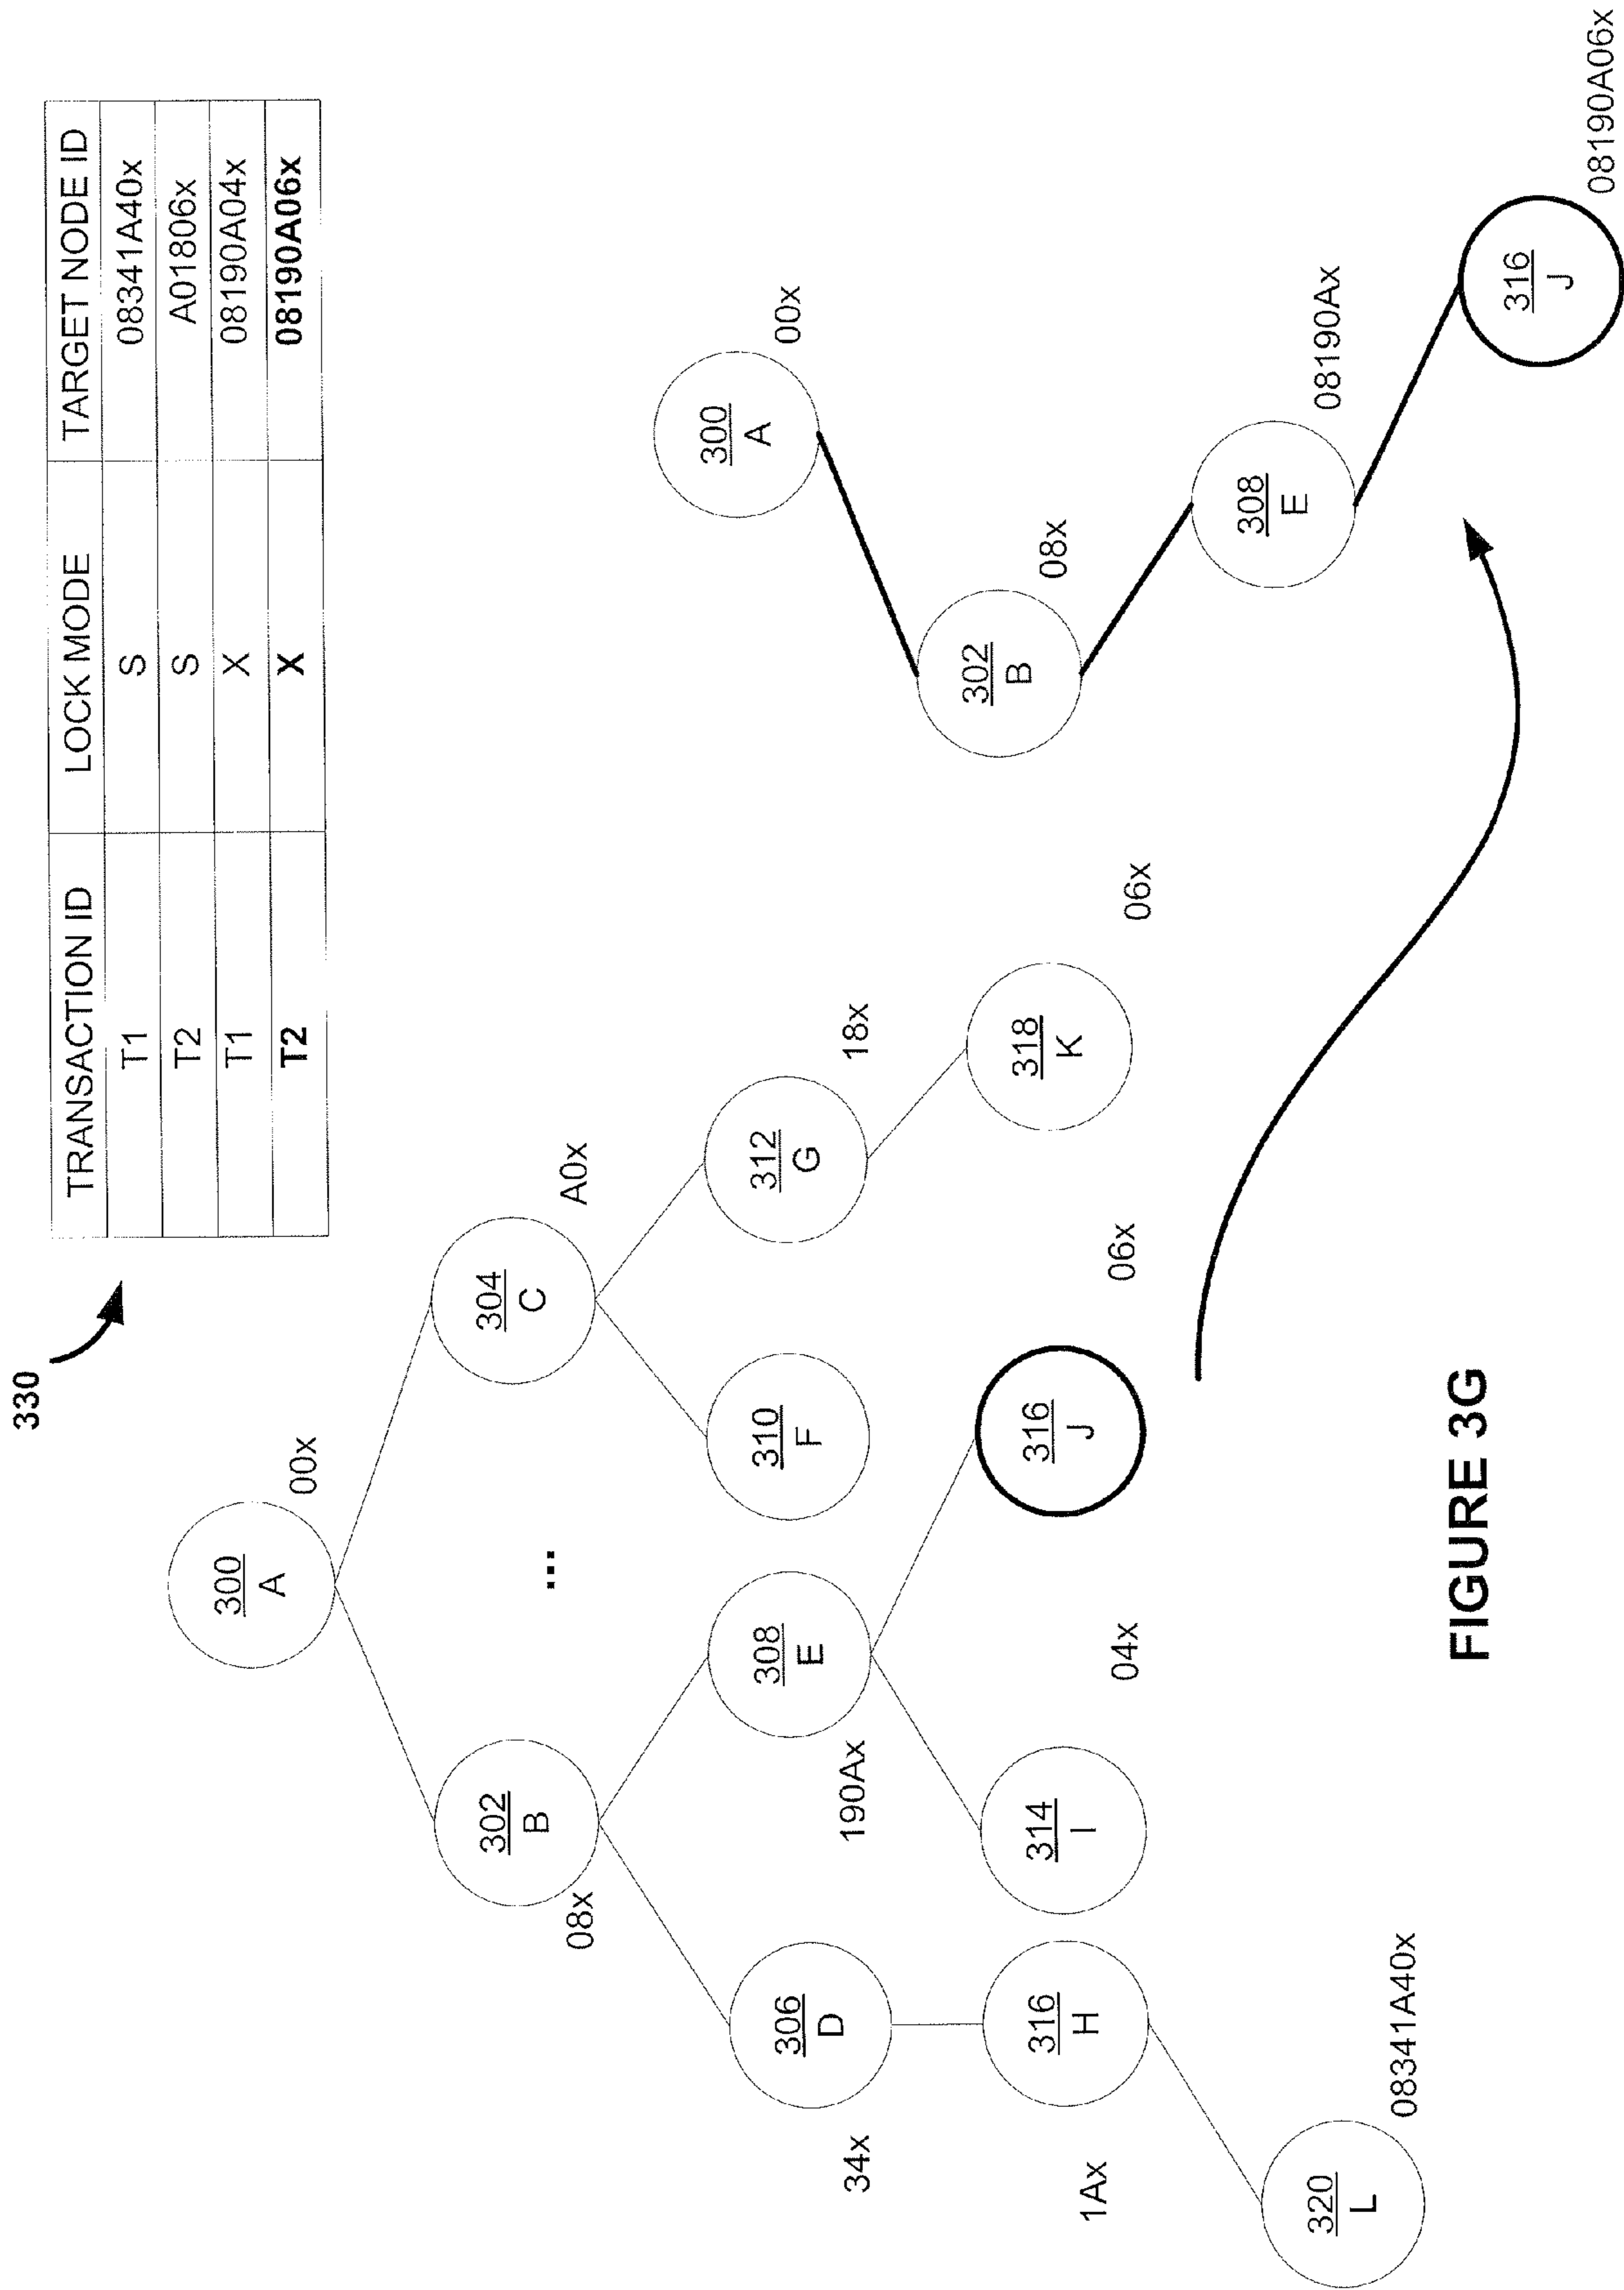 330
TRANSACTION ID LOCK MODE TARGET NODE ID
T1 S 08341A40x
T2 S A01806x
T1 X 08190A04x
T2 X 08190A06x
300
A
00x
302
B
08x
...
304
C
A0x
306
D
34x
308
E
190Ax
310
F
312
G
18x
316
H
1Ax
314
I
04x
316
J
06x
318
K
06x
320
L
08341A40x
300
A
00x
302
B
08x
308
E
08190Ax
316
J
08190A06x
FIGURE 3G